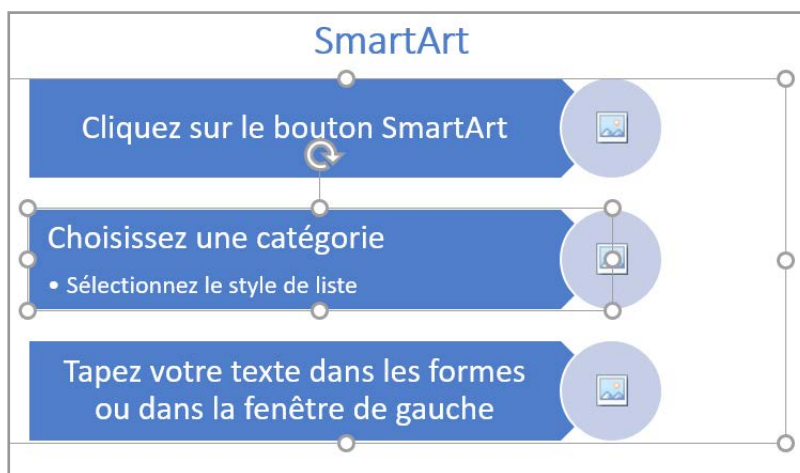 SmartArt
Cliquez sur le bouton SmartArt
Choisissez une catégorie
• Sélectionnez le style de liste
Tapez votre texte dans les formes
ou dans la fenêtre de gauche